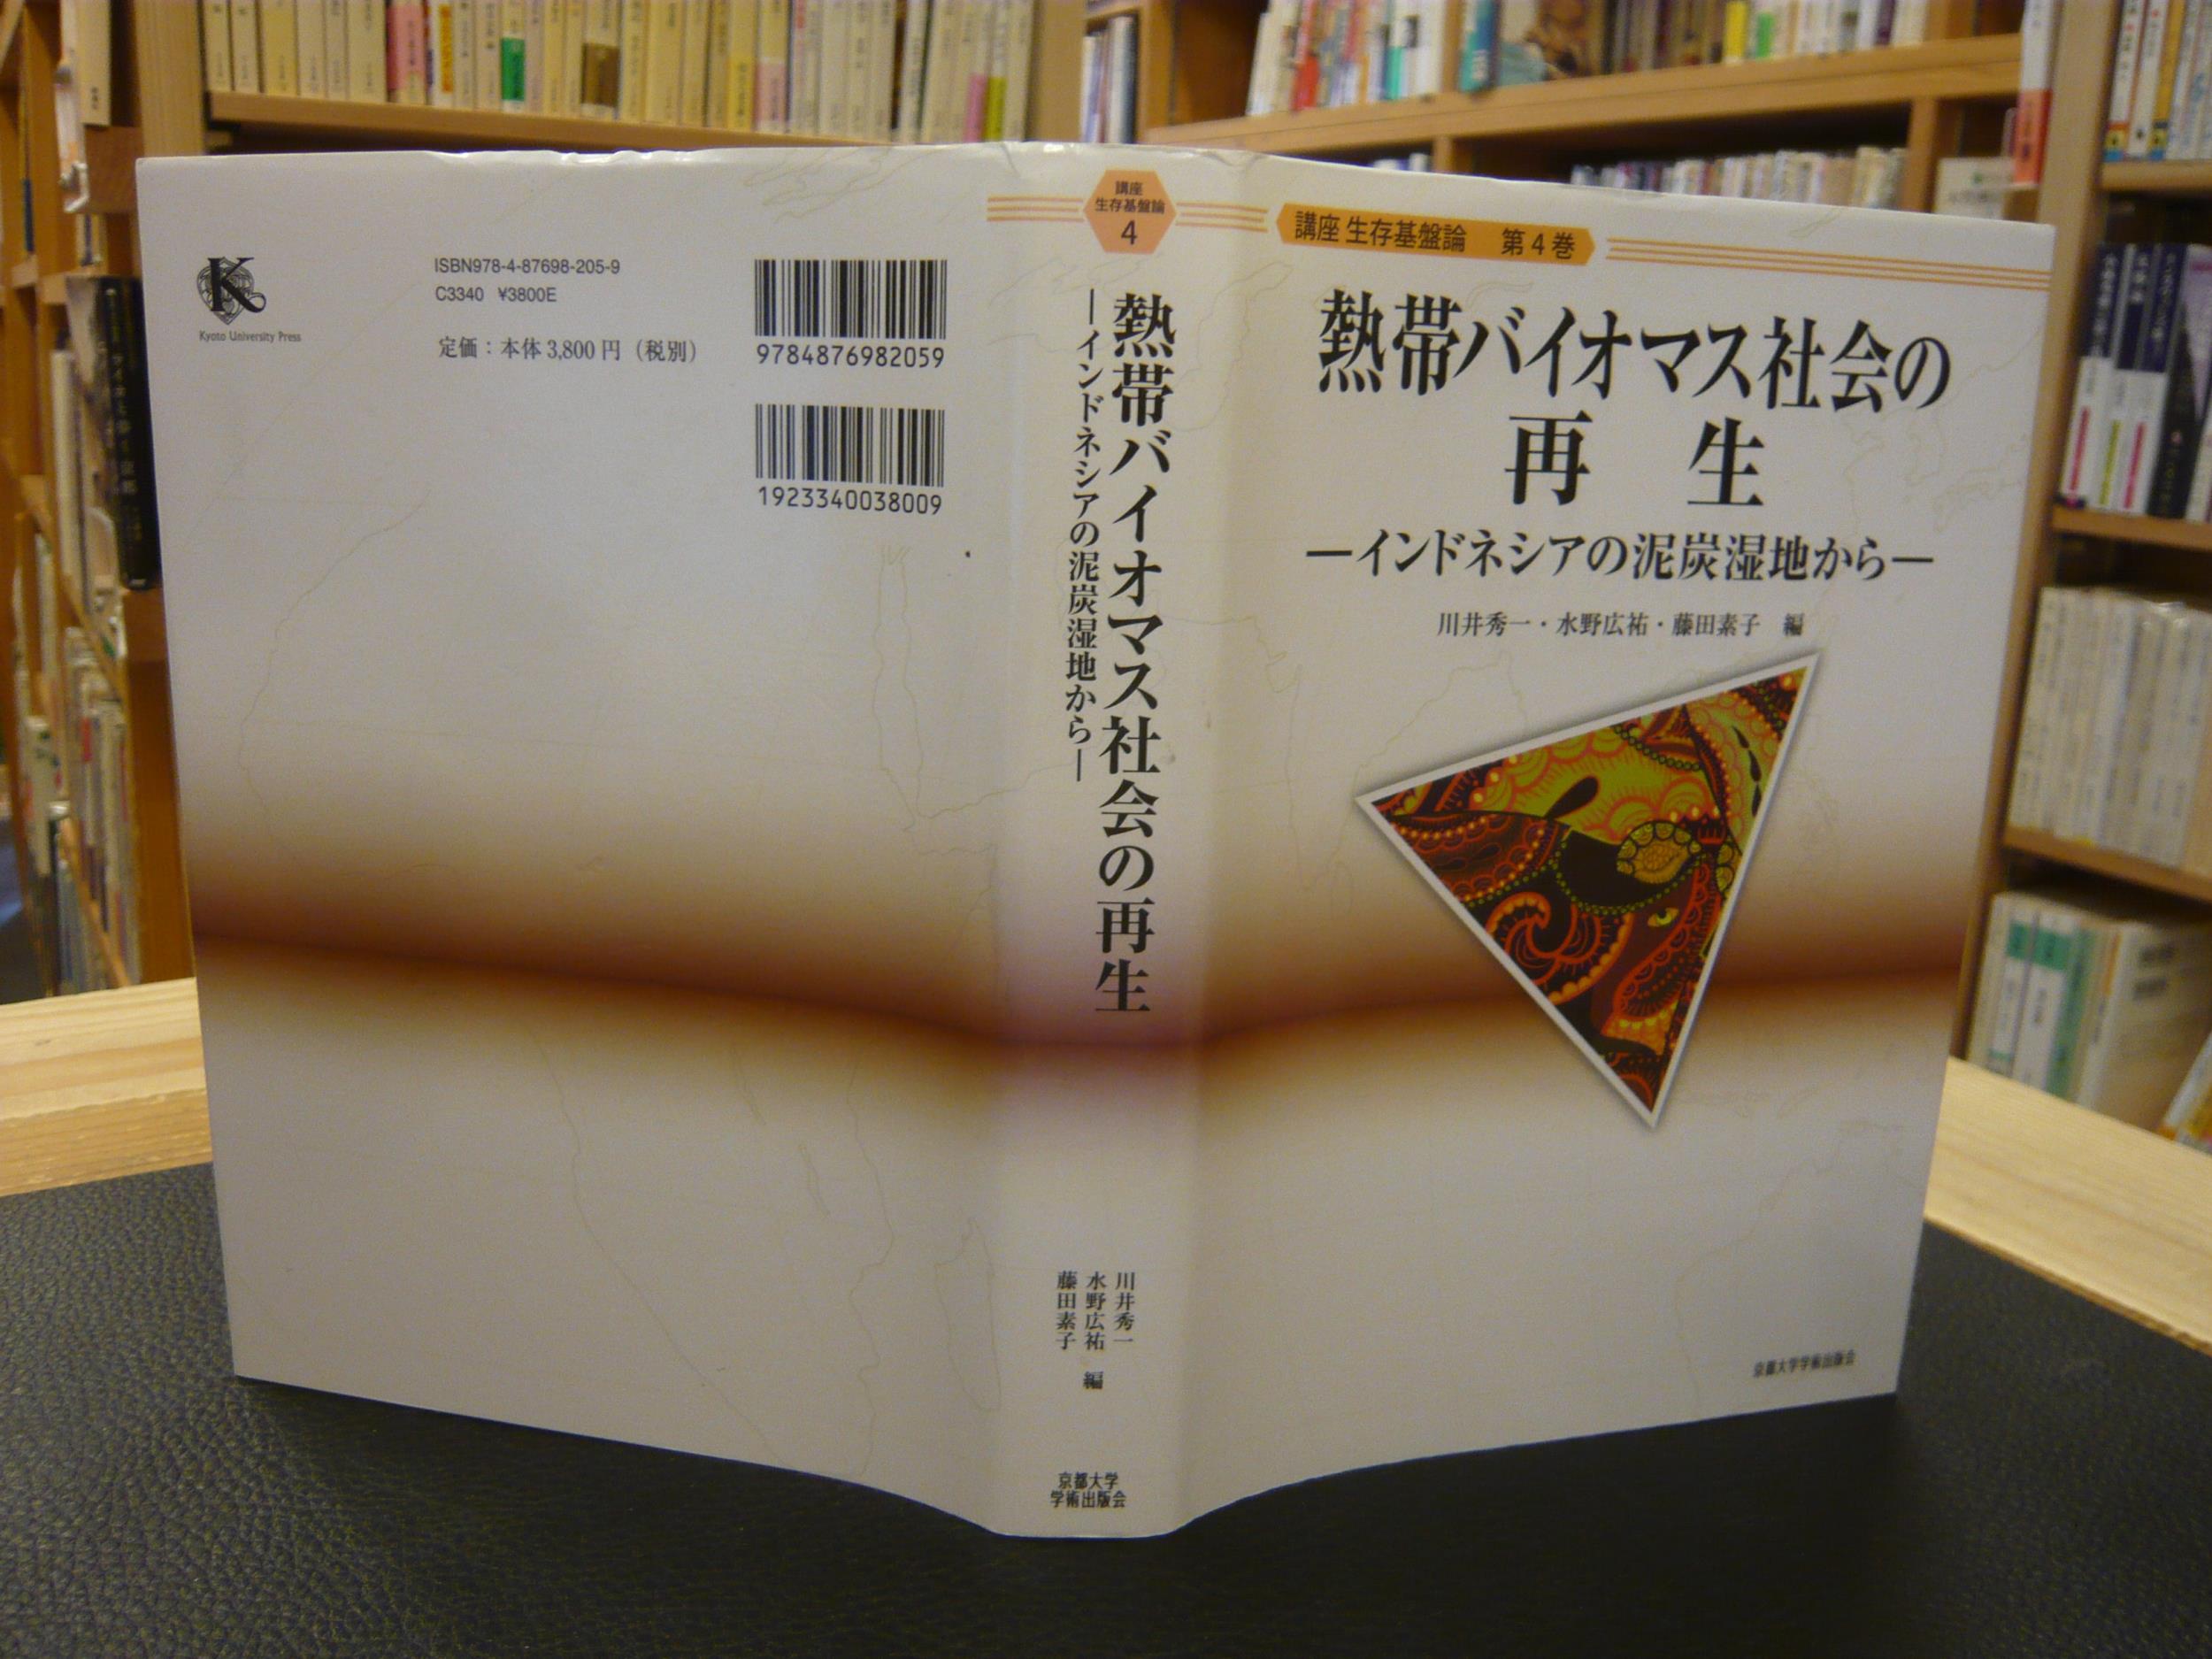 Kyoto University Press
ISBN978-4-87698-205-9
C3340 ¥3800E
定価：本体 3,800 円（税別）
9784876982059
1923340038009
講座
生存基盤論
4
熱帯バイオマス社会の再生
―インドネシアの泥炭湿地から―
川井秀一
水野広祐 編
藤田素子
京都大学
学術出版会
講座 生存基盤論 第4巻
熱帯バイオマス社会の
再 生
―インドネシアの泥炭湿地から―
川井秀一・水野広祐・藤田素子 編
京都大学学術出版会